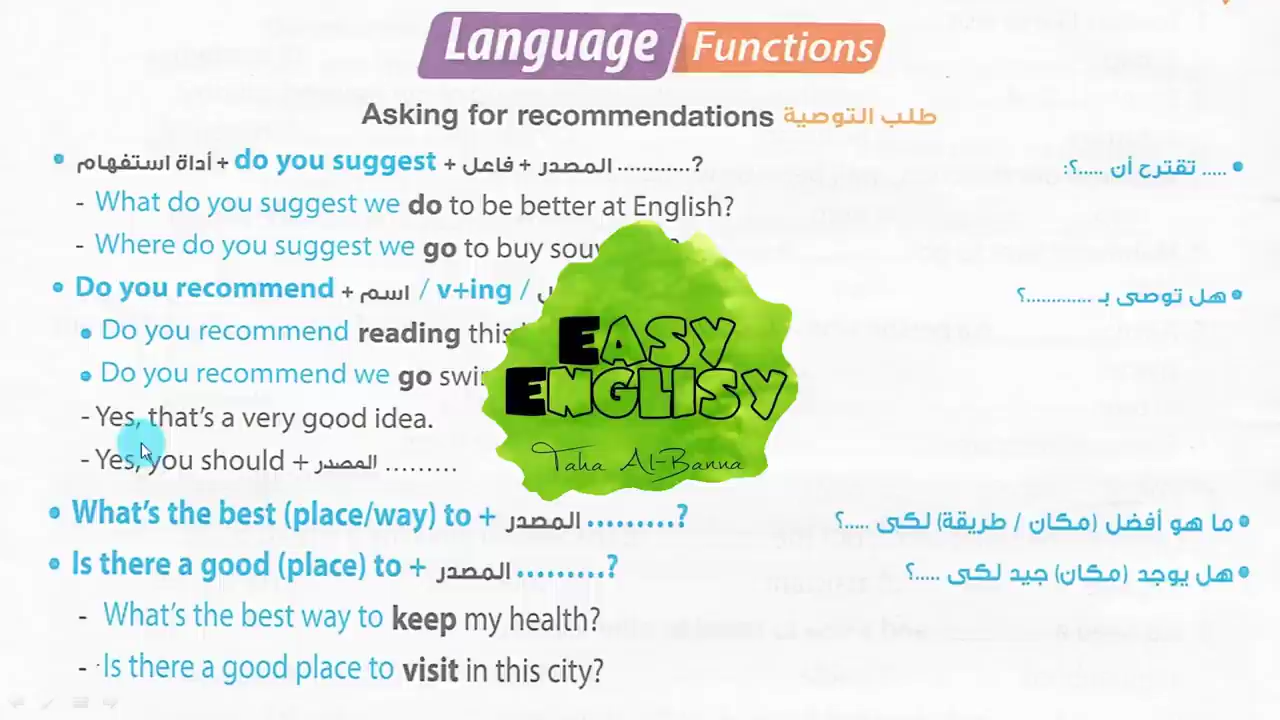 Language Functions
Asking for recommendations طلب التوصية
• أداة استفهام + do you suggest + فاعل + المصدر ...........?
• ..... تقترح أن .....؟:
- What do you suggest we do to be better at English?
- Where do you suggest we go to buy
• Do you recommend + اسم / v+ing /
• هل توصى بـ ............؟
• Do you recommend reading this
• Do you recommend we go
- Yes, that's a very good idea.
- Yes, you should + المصدر .........
• What's the best (place/way) to + المصدر .........?
• ما هو أفضل (مكان / طريقة) لكى .....؟
• Is there a good (place) to + المصدر .........?
• هل يوجد (مكان) جيد لكى .....؟
- What's the best way to keep my health?
- Is there a good place to visit in this city?
EASY
ENGLISY
Taha Al-Banna